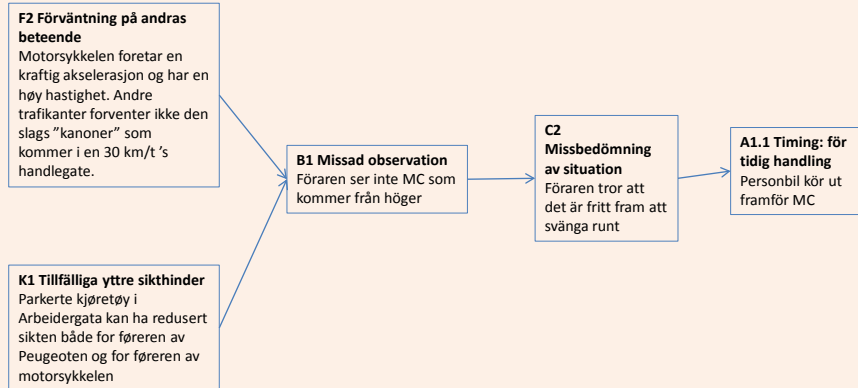 F2 Förväntning på andras
beteende
Motorsykkelen foretar en
kraftig akselerasjon og har en
høy hastighet. Andre
trafikanter forventer ikke den
slags ”kanoner” som
kommer i en 30 km/t ’s
handlegate.
K1 Tillfälliga yttre sikthinder
Parkerte kjøretøy i
Arbeidergata kan ha redusert
sikten både for føreren av
Peugeoten og for føreren av
motorsykkelen
B1 Missad observation
Föraren ser inte MC som
kommer från höger
C2
Missbedömning
av situation
Föraren tror att
det är fritt fram att
svänga runt
A1.1 Timing: för
tidig handling
Personbil kör ut
framför MC